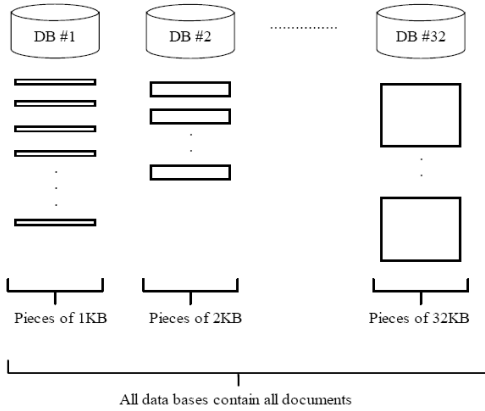 DB #1 DB #2 DB #32
Pieces of 1KB Pieces of 2KB Pieces of 32KB
All data bases contain all documents